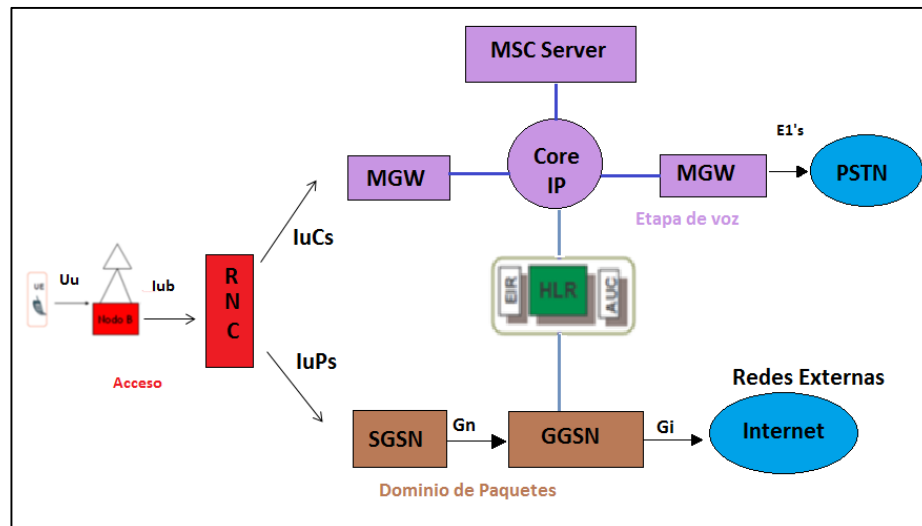 MSC Server
Core
IP
MGW
MGW
E1's
PSTN
Etapa de voz
IuCs
EIR
HLR
AUC
UE
Uu
Iub
Nodo B
R
N
C
Acceso
IuPs
SGSN
Gn
GGSN
Gi
Redes Externas
Internet
Dominio de Paquetes